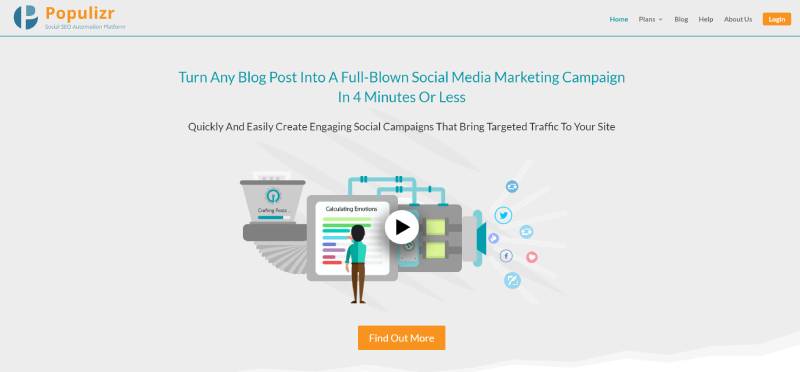 Populizr
Social SEO Automation Platform
Home
Plans
Blog
Help
About Us
Login
Turn Any Blog Post Into A Full-Blown Social Media Marketing Campaign
In 4 Minutes Or Less
Quickly And Easily Create Engaging Social Campaigns That Bring Targeted Traffic To Your Site
Crafting Posts
Calculating Emotions
Find Out More